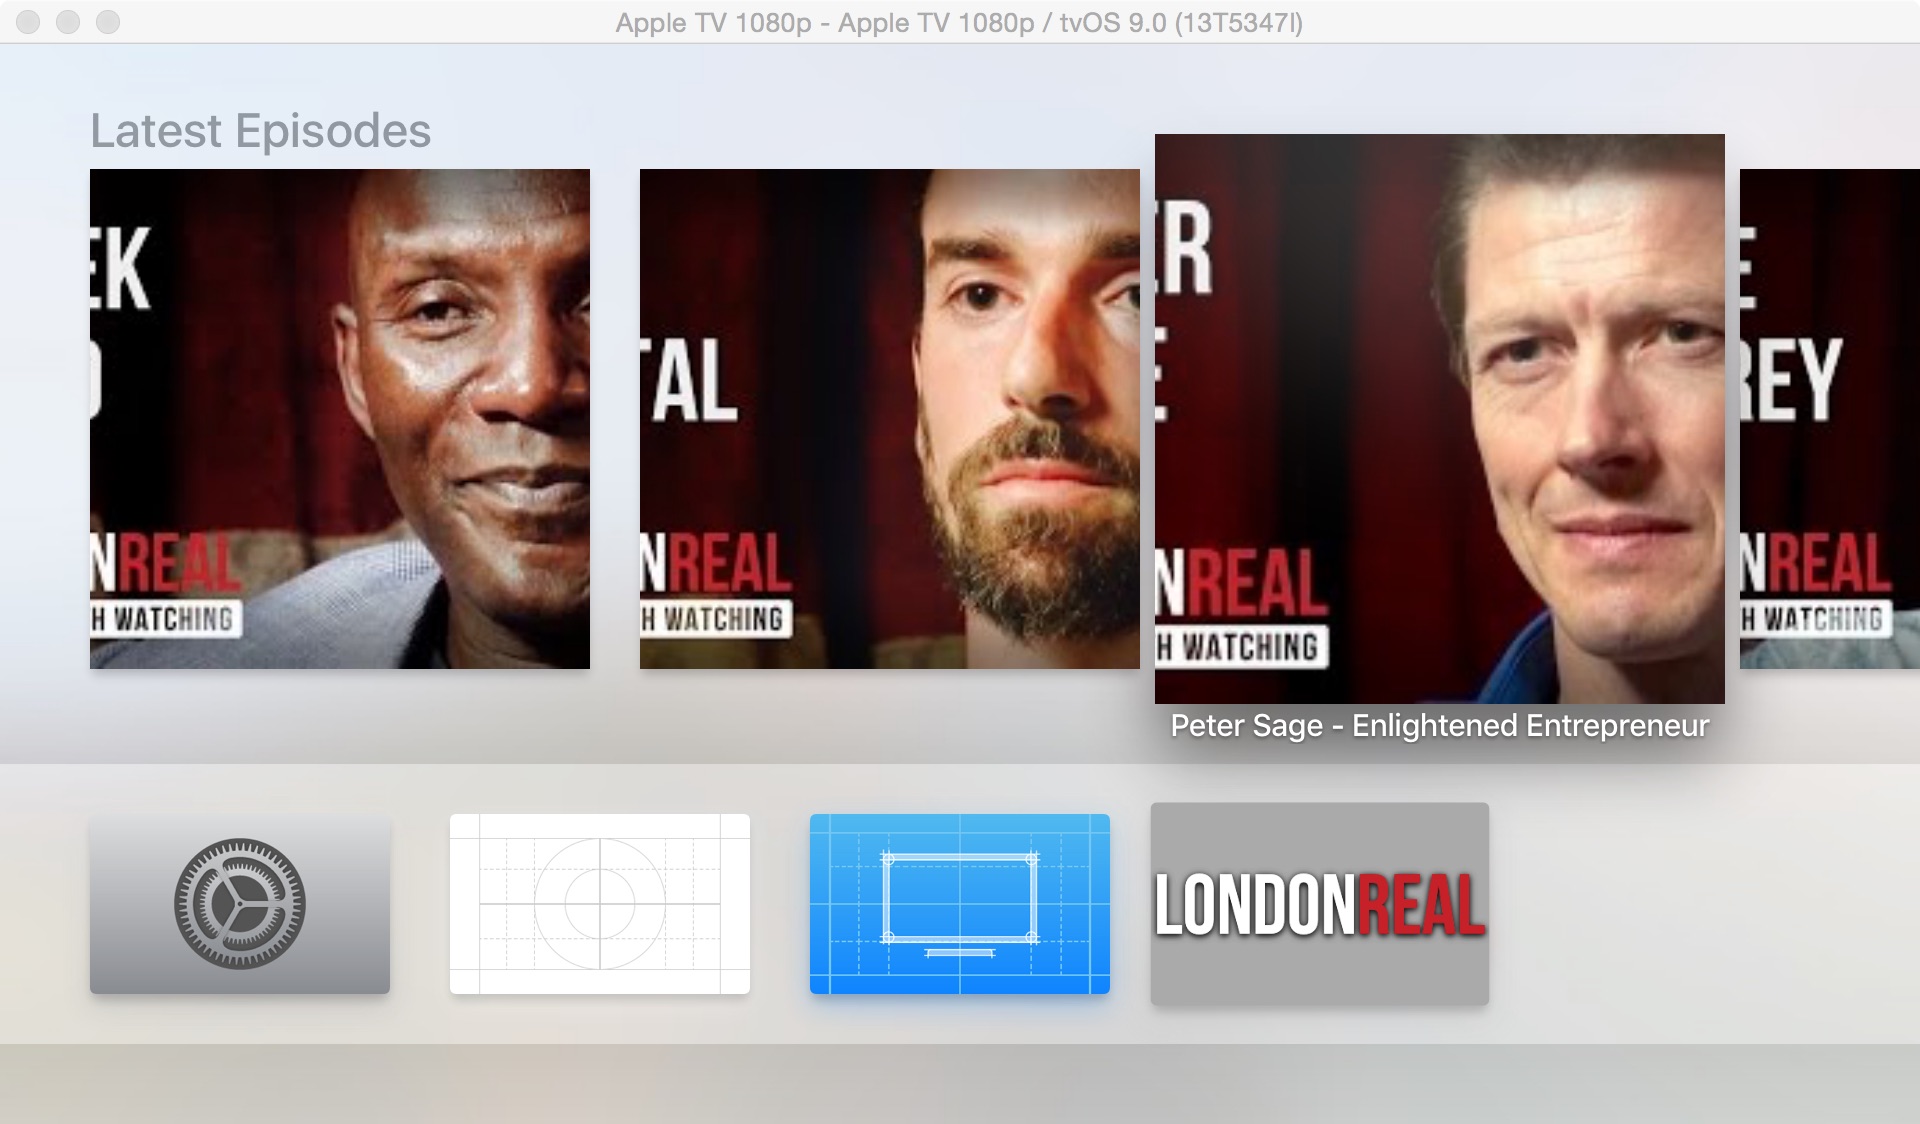 Apple TV 1080p - Apple TV 1080p / tvOS 9.0 (13T5347l)
Latest Episodes
EK
NREAL
H WATCHING
TAL
NREAL
H WATCHING
ER
E
NREAL
H WATCHING
Peter Sage - Enlightened Entrepreneur
E
REY
NREAL
H WATCHING
LONDONREAL